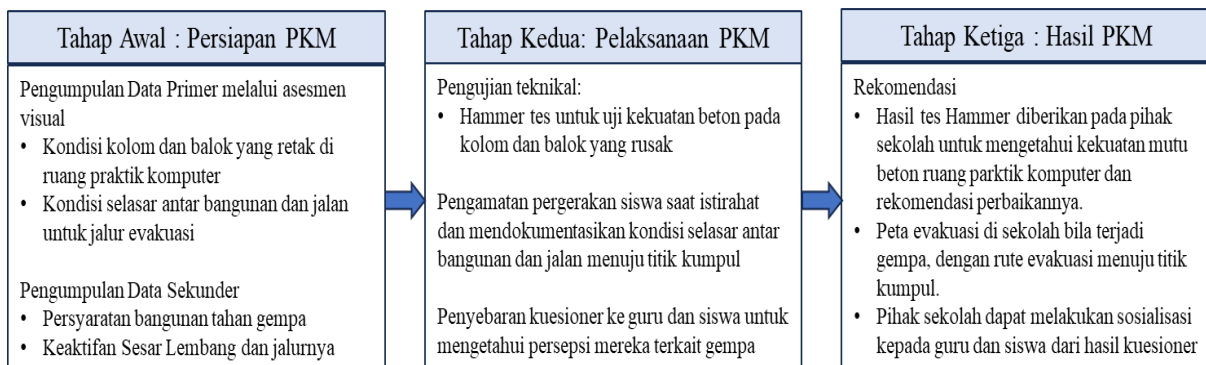 Tahap Awal : Persiapan PKM
Pengumpulan Data Primer melalui asesmen
visual
• Kondisi kolom dan balok yang retak di
ruang praktik komputer
• Kondisi selasar antar bangunan dan jalan
untuk jalur evakuasi
Pengumpulan Data Sekunder
• Persyaratan bangunan tahan gempa
• Keaktifan Sesar Lembang dan jalurnya
Tahap Kedua: Pelaksanaan PKM
Pengujian teknikal:
• Hammer tes untuk uji kekuatan beton pada
kolom dan balok yang rusak
Pengamatan pergerakan siswa saat istirahat
dan mendokumentasikan kondisi selasar antar
bangunan dan jalan menuju titik kumpul
Penyebaran kuesioner ke guru dan siswa untuk
mengetahui persepsi mereka terkait gempa
Tahap Ketiga : Hasil PKM
Rekomendasi
• Hasil tes Hammer diberikan pada pihak
sekolah untuk mengetahui kekuatan mutu
beton ruang parktik komputer dan
rekomendasi perbaikannya.
• Peta evakuasi di sekolah bila terjadi
gempa, dengan rute evakuasi menuju titik
kumpul.
• Pihak sekolah dapat melakukan sosialisasi
kepada guru dan siswa dari hasil kuesioner